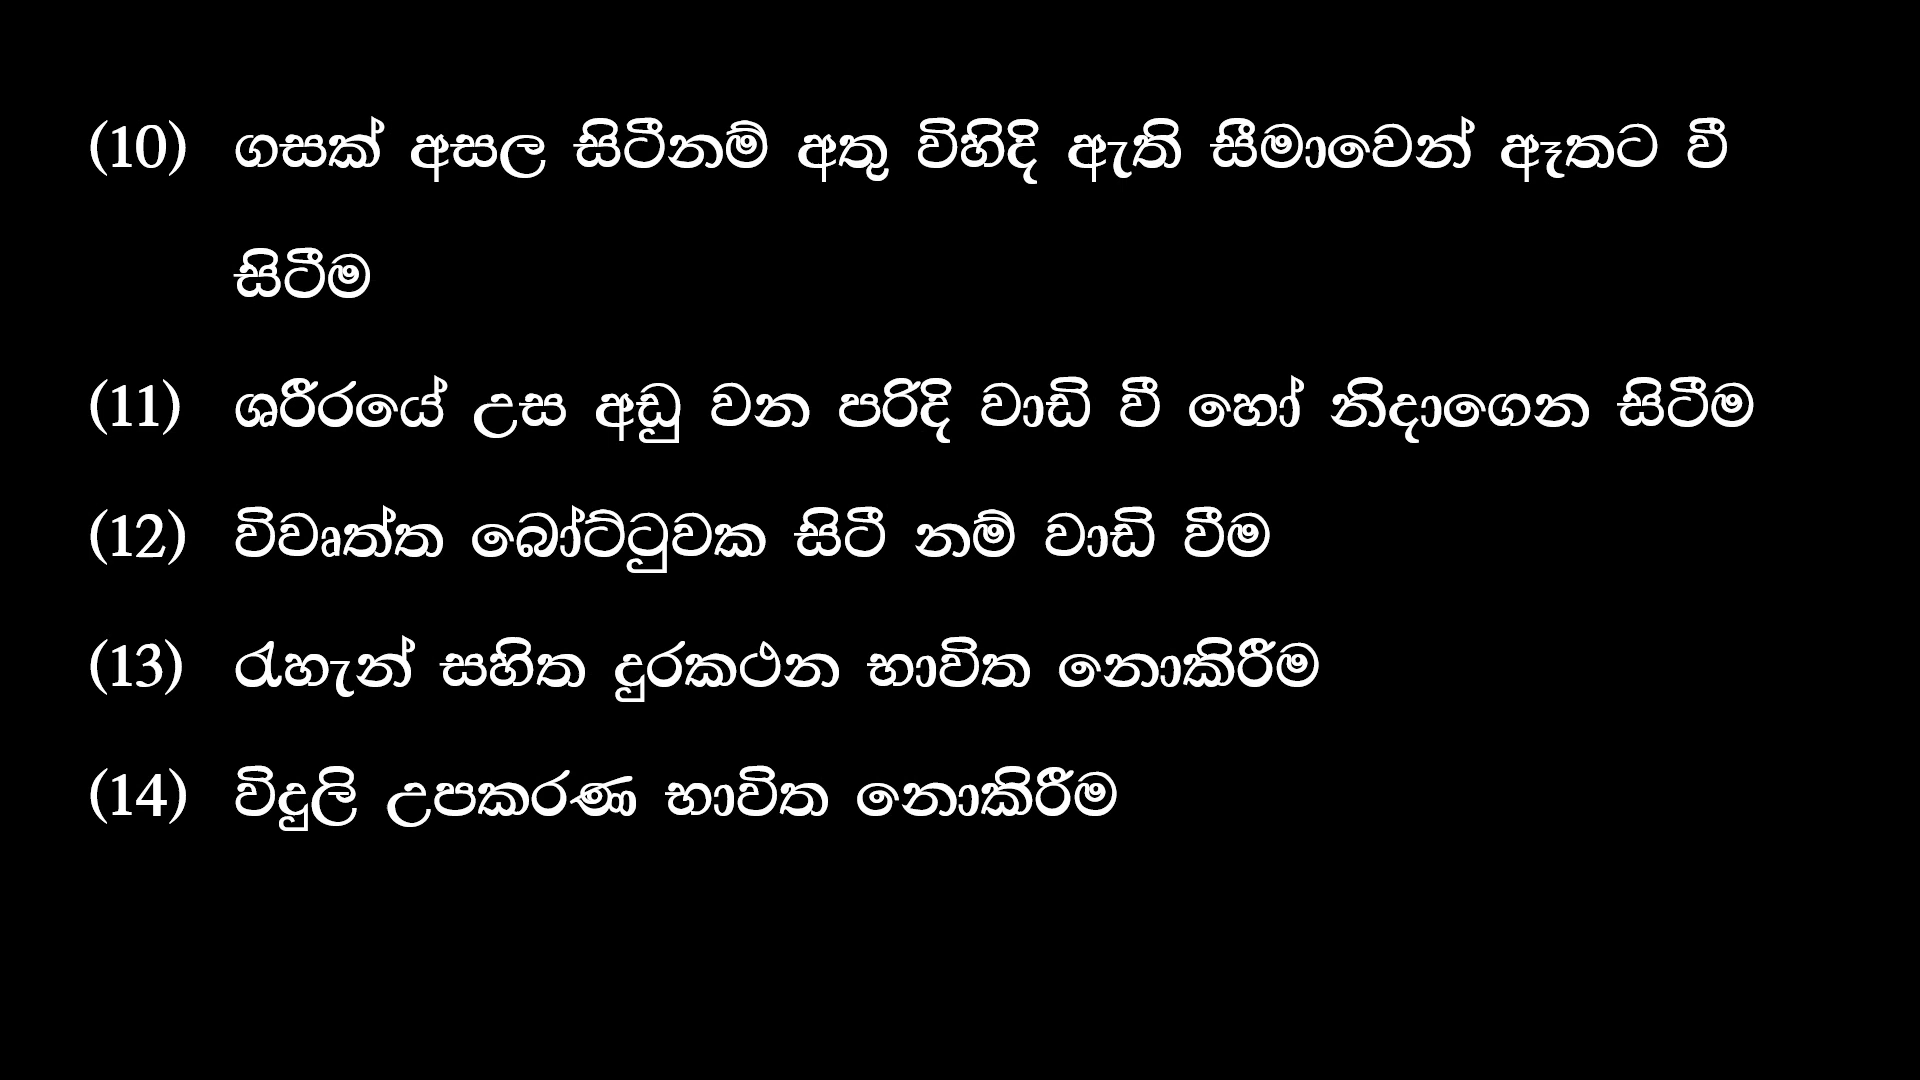 (10) ගසක් අසල සිටීනම් අතු විහිදි ඇති සීමාවෙන් ඈතට වී
සිටීම
(11) ශරීරයේ උස අඩු වන පරිදි වාඩි වී හෝ නිදාගෙන සිටීම
(12) විවෘත්ත බෝට්ටුවක සිටී නම් වාඩි වීම
(13) රැහැන් සහිත දුරකථන භාවිත නොකිරීම
(14) විදුලි උපකරණ භාවිත නොකිරීම